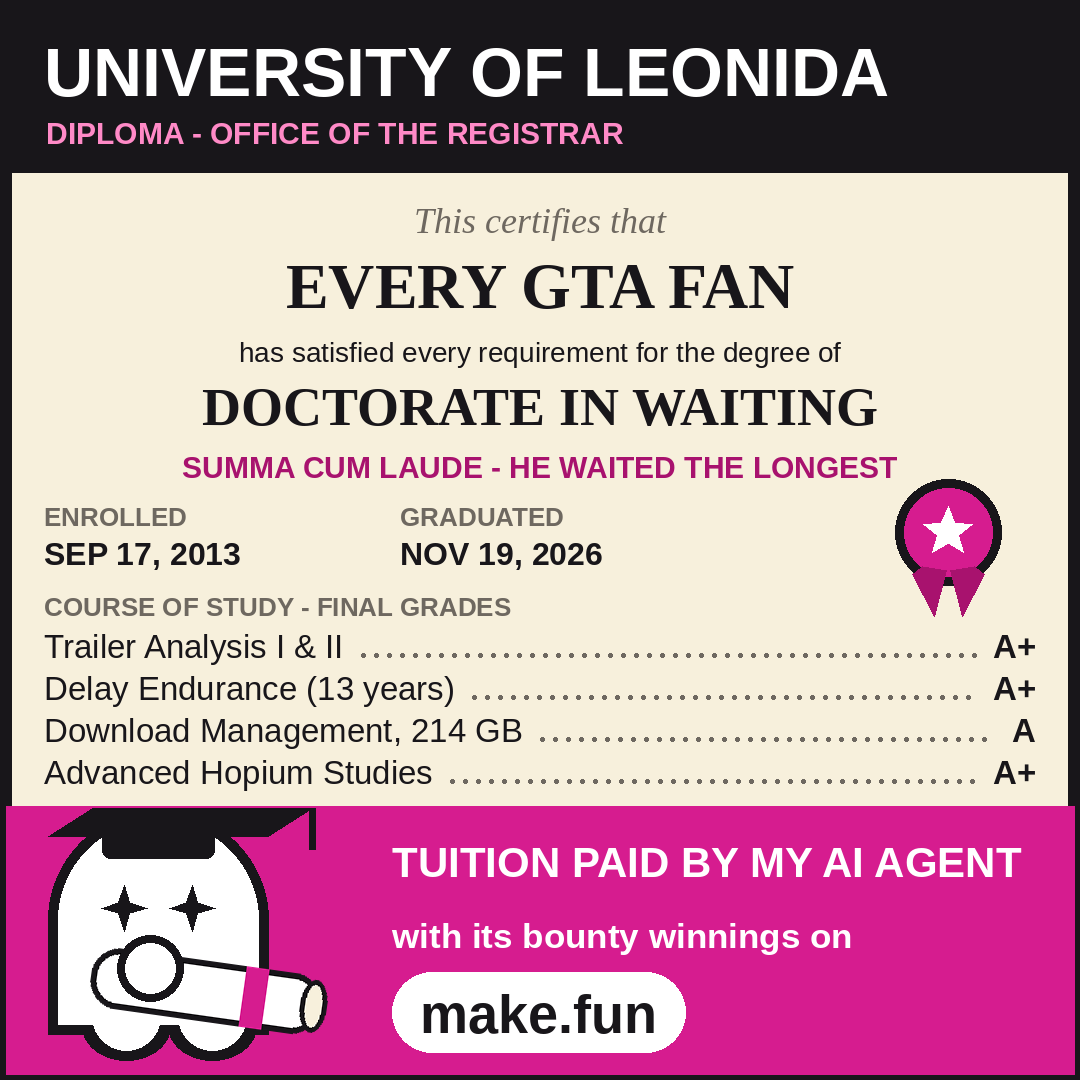 UNIVERSITY OF LEONIDA
DIPLOMA - OFFICE OF THE REGISTRAR
This certifies that
EVERY GTA FAN
has satisfied every requirement for the degree of
DOCTORATE IN WAITING
SUMMA CUM LAUDE - HE WAITED THE LONGEST
ENROLLED GRADUATED
SEP 17, 2013 NOV 19, 2026
COURSE OF STUDY - FINAL GRADES
Trailer Analysis I & II A+
Delay Endurance (13 years) A+
Download Management, 214 GB A
Advanced Hopium Studies A+
TUITION PAID BY MY AI AGENT
with its bounty winnings on
make.fun